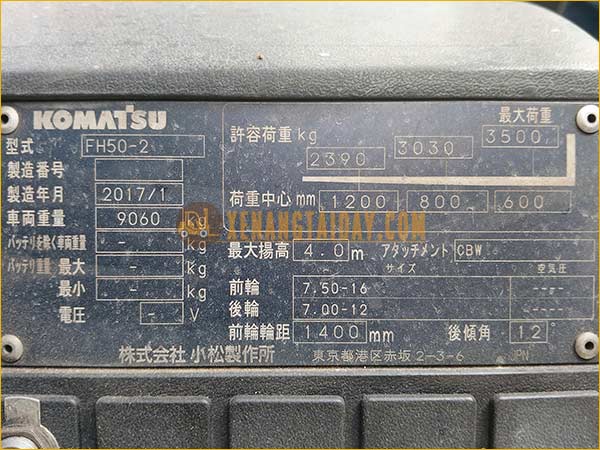 KOMATSU
型式 FH50-2
製造番号
製造年月 2017/1
車両重量 9060 kg
バッテリを除く車両重量 - kg
バッテリ重量 最大 - kg
最小 - kg
電圧 - V
最大荷重
許容荷重 kg 2390 3030 3500
荷重中心 mm 1200 800 600
最大揚高 4.0 m アタッチメント CBW
サイズ 空気圧
前輪 7.50-16 ----
後輪 7.00-12 ----
前輪輪距 1400 mm 後傾角 12°
株式会社 小松製作所 東京都港区赤坂 2-3-6 JPN
XENANGTAIDAY.COM